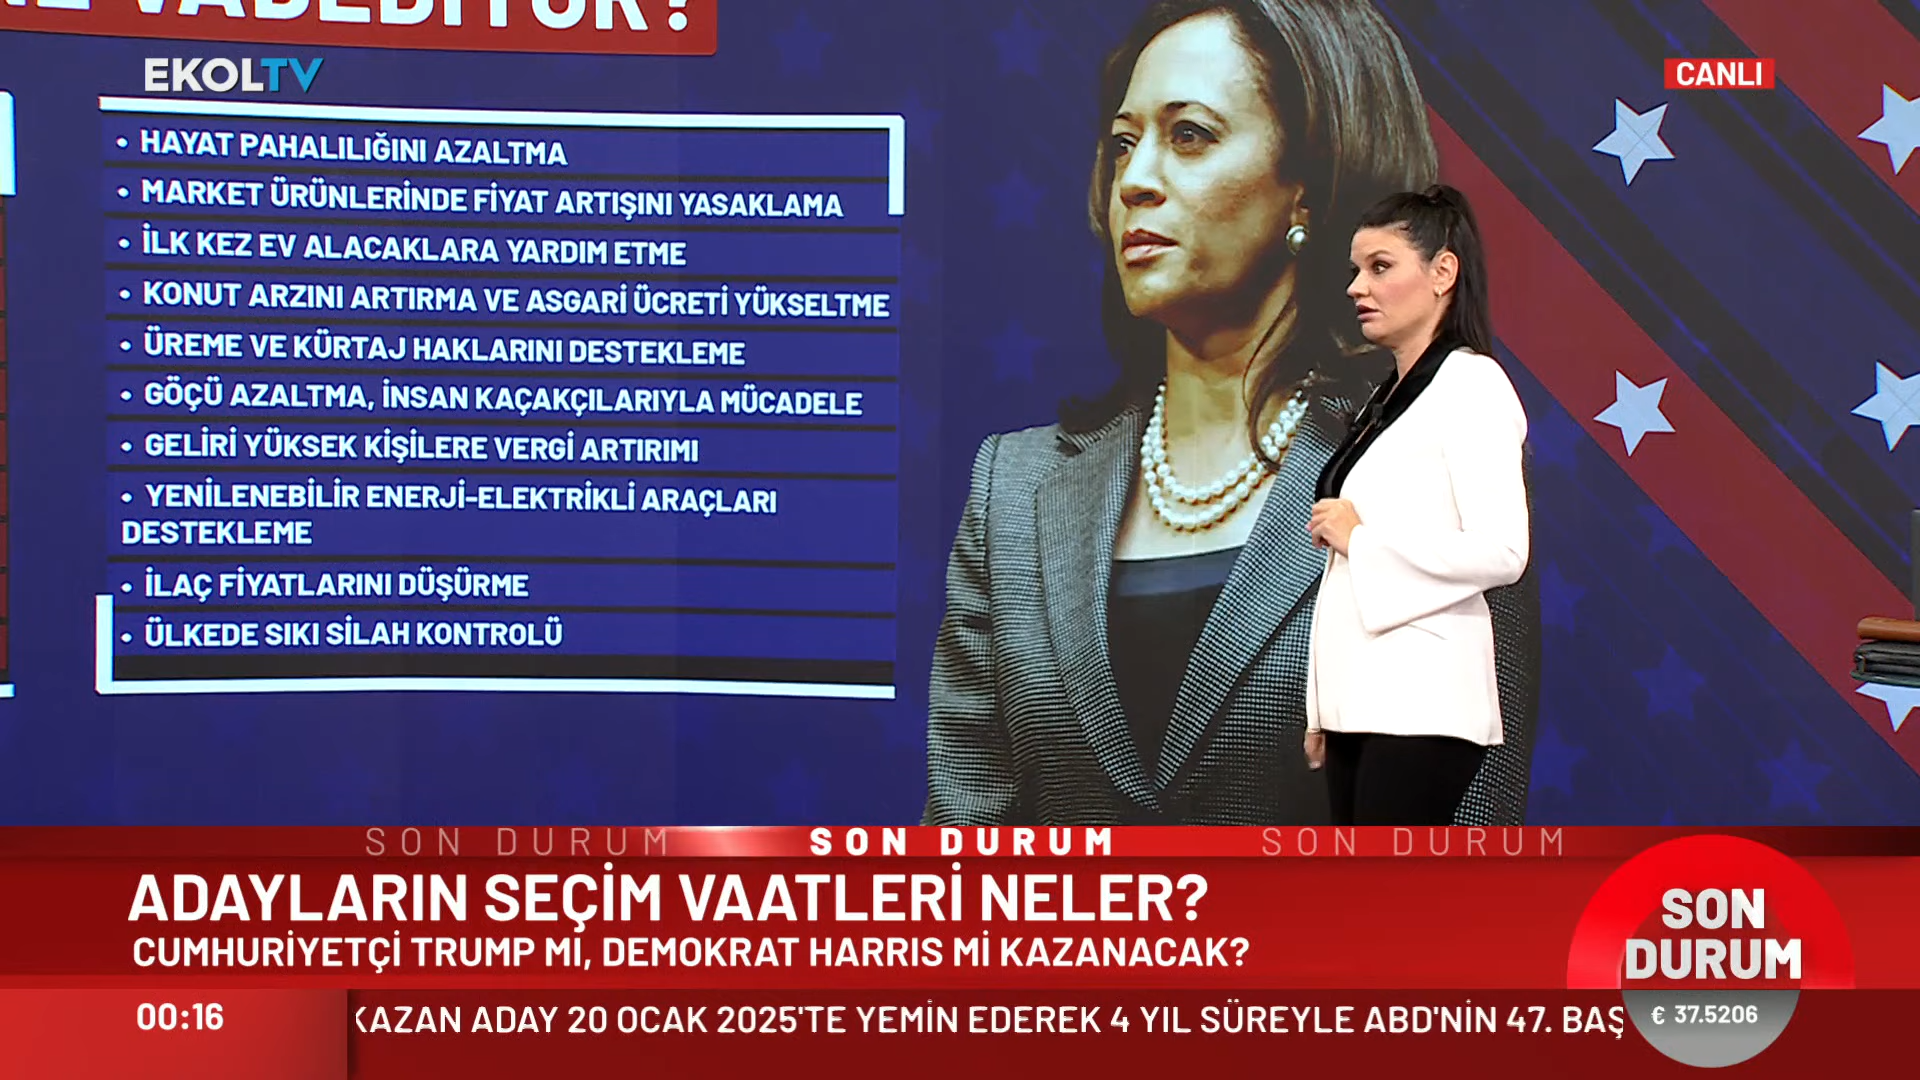 VADEDİYOR?
EKOLTV
CANLI
• HAYAT PAHALILIĞINI AZALTMA
• MARKET ÜRÜNLERİNDE FİYAT ARTIŞINI YASAKLAMA
• İLK KEZ EV ALACAKLARA YARDIM ETME
• KONUT ARZINI ARTIRMA VE ASGARİ ÜCRETİ YÜKSELTME
• ÜREME VE KÜRTAJ HAKLARINI DESTEKLEME
• GÖÇÜ AZALTMA, İNSAN KAÇAKÇILARIYLA MÜCADELE
• GELİRİ YÜKSEK KİŞİLERE VERGİ ARTIRIMI
• YENİLENEBİLİR ENERJİ-ELEKTRİKLİ ARAÇLARI
DESTEKLEME
• İLAÇ FİYATLARINI DÜŞÜRME
• ÜLKEDE SIKI SİLAH KONTROLÜ
SON DURUM SON DURUM SON DURUM
ADAYLARIN SEÇİM VAATLERİ NELER?
CUMHURİYETÇİ TRUMP MI, DEMOKRAT HARRIS Mİ KAZANACAK?
SON
DURUM
00:16
KAZAN ADAY 20 OCAK 2025'TE YEMİN EDEREK 4 YIL SÜREYLE ABD'NİN 47. BAŞ
€ 37.5206